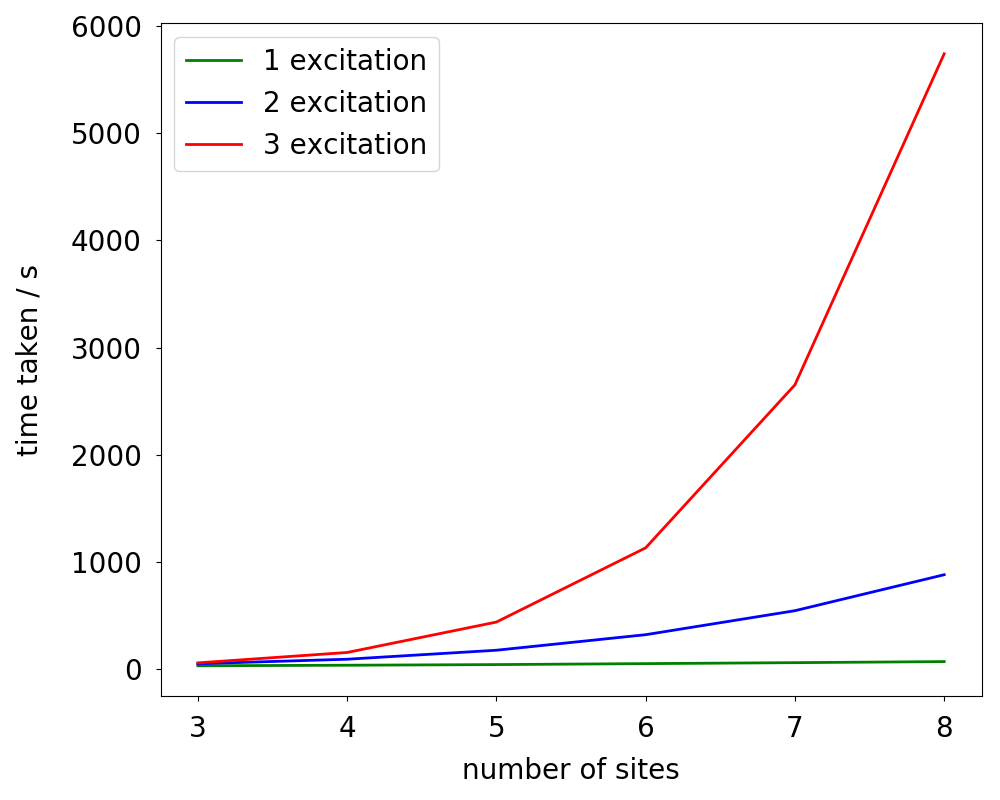 6000
5000
4000
3000
2000
1000
0
time taken / s
1 excitation
2 excitation
3 excitation
3 4 5 6 7 8
number of sites